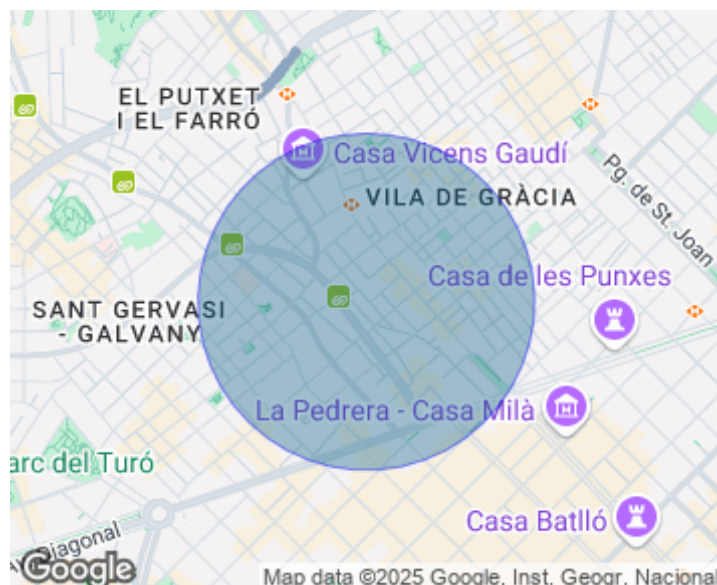 EL PUTXET
I EL FARRÓ
Casa Vicens Gaudí
VILA DE GRÀCIA
Pg. de St. Joan
Casa de les Punxes
SANT GERVASI
- GALVANY
La Pedrera - Casa Milà
arc del Turó
Casa Batlló
Diagonal
Google
Map data ©2025 Google, Inst. Geogr. Nacional